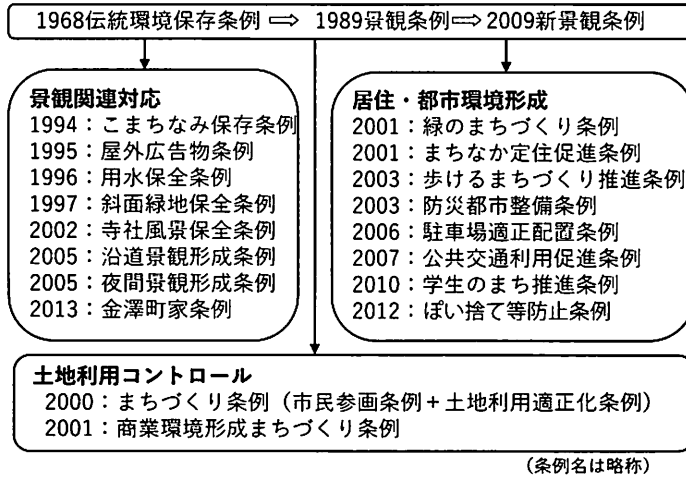 1968伝統環境保存条例 ⇒ 1989景観条例⇒2009新景観条例
景観関連対応
1994：こまちなみ保存条例
1995：屋外広告物条例
1996：用水保全条例
1997：斜面緑地保全条例
2002：寺社風景保全条例
2005：沿道景観形成条例
2005：夜間景観形成条例
2013：金澤町家条例
居住・都市環境形成
2001：緑のまちづくり条例
2001：まちなか定住促進条例
2003：歩けるまちづくり推進条例
2003：防災都市整備条例
2006：駐車場適正配置条例
2007：公共交通利用促進条例
2010：学生のまち推進条例
2012：ぽい捨て等防止条例
土地利用コントロール
2000：まちづくり条例（市民参画条例＋土地利用適正化条例）
2001：商業環境形成まちづくり条例
（条例名は略称）